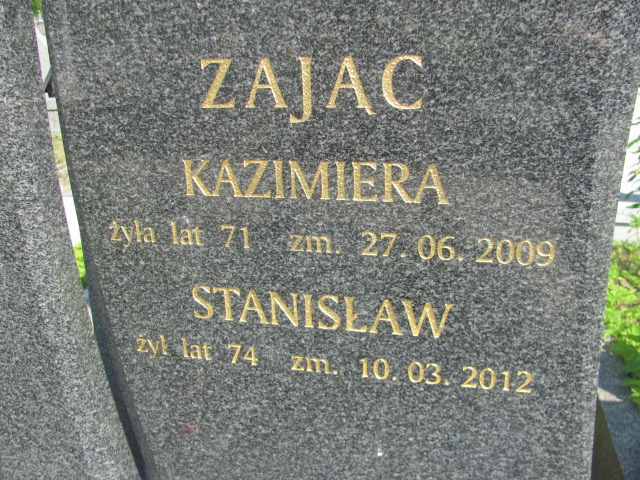 ZAJĄC
KAZIMIERA
żyła lat 71 zm. 27. 06. 2009
STANISŁAW
żył lat 74 zm. 10. 03. 2012